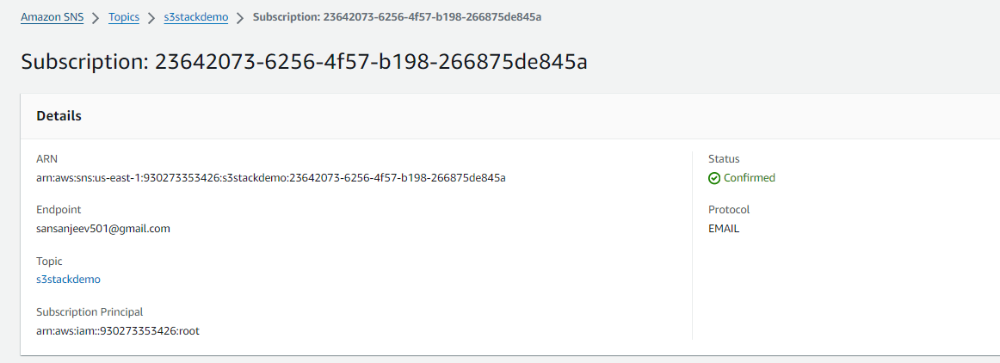 Amazon SNS > Topics > s3stackdemo > Subscription: 23642073-6256-4f57-b198-266875de845a
Subscription: 23642073-6256-4f57-b198-266875de845a
Details
ARN
arn:aws:sns:us-east-1:930273353426:s3stackdemo:23642073-6256-4f57-b198-266875de845a
Endpoint
sansanjeev501@gmail.com
Topic
s3stackdemo
Subscription Principal
arn:aws:iam::930273353426:root
Status
Confirmed
Protocol
EMAIL